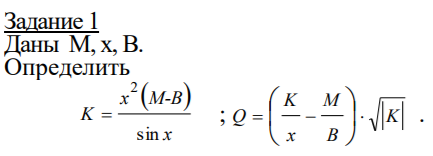 Задание 1
Даны М, x, В.
Определить
K = x²(M-B) / sin x ; Q = (K/x − M/B) · √|K| .